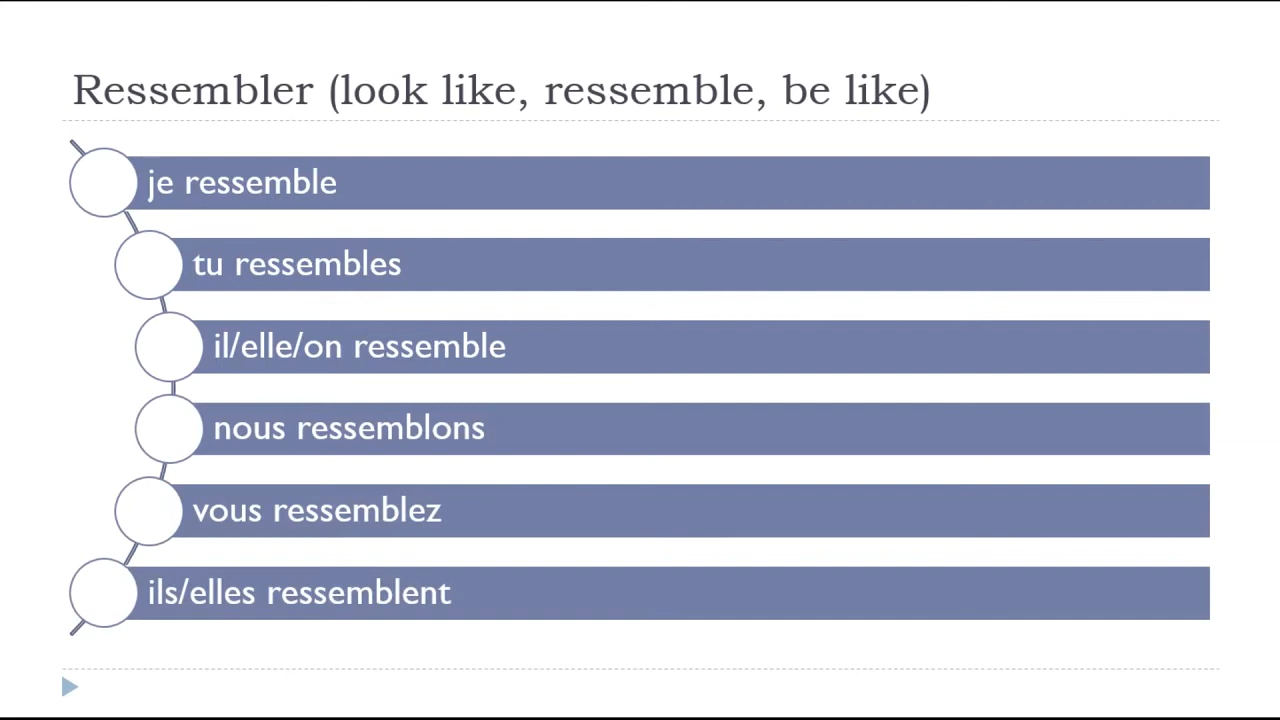 Ressembler (look like, ressemble, be like)
je ressemble
tu ressembles
il/elle/on ressemble
nous ressemblons
vous ressemblez
ils/elles ressemblent